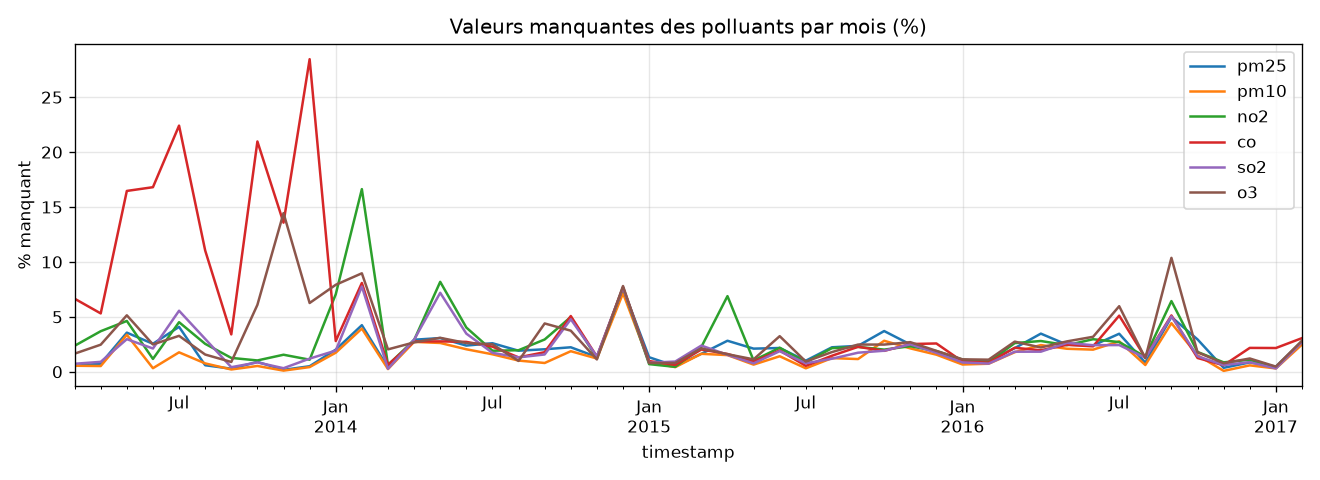 Valeurs manquantes des polluants par mois (%)
% manquant
25
20
15
10
5
0
pm25
pm10
no2
co
so2
o3
Jul
Jan
2014
Jul
Jan
2015
Jul
Jan
2016
Jul
Jan
2017
timestamp